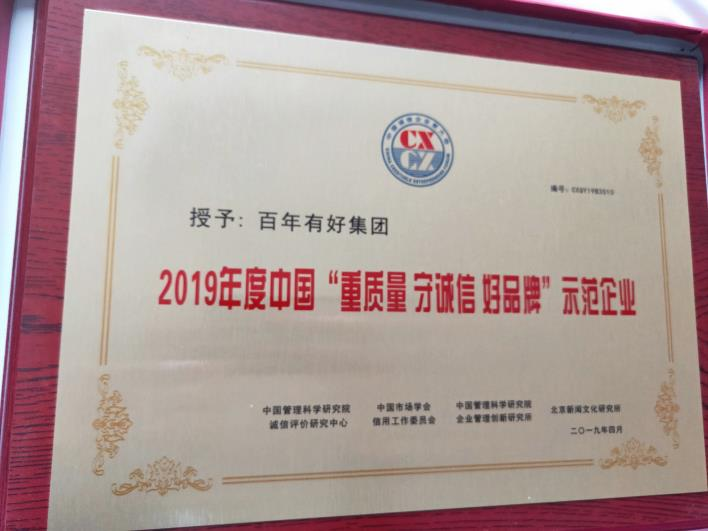 CX
CZ
编号：CXQY19B3510
授予：百年有好集团
2019年度中国“重质量 守诚信 好品牌”示范企业
中国管理科学研究院 中国市场学会 中国管理科学研究院 北京新闻文化研究所
诚信评价研究中心 信用工作委员会 企业管理创新研究所
二〇一九年四月